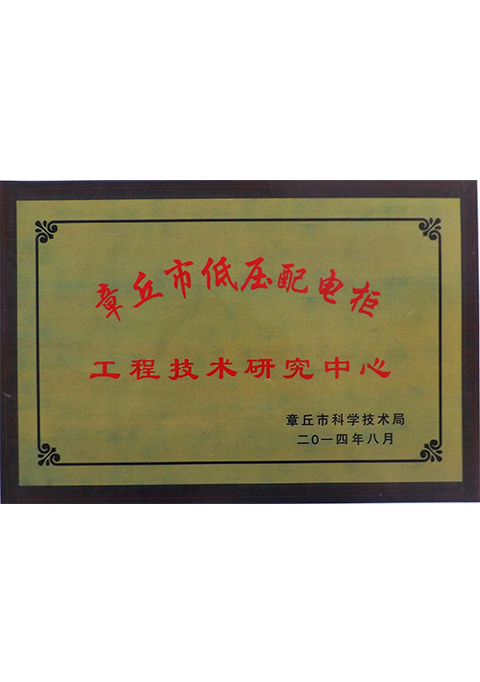 章丘市低压配电柜
工程技术研究中心
章丘市科学技术局
二〇一四年八月